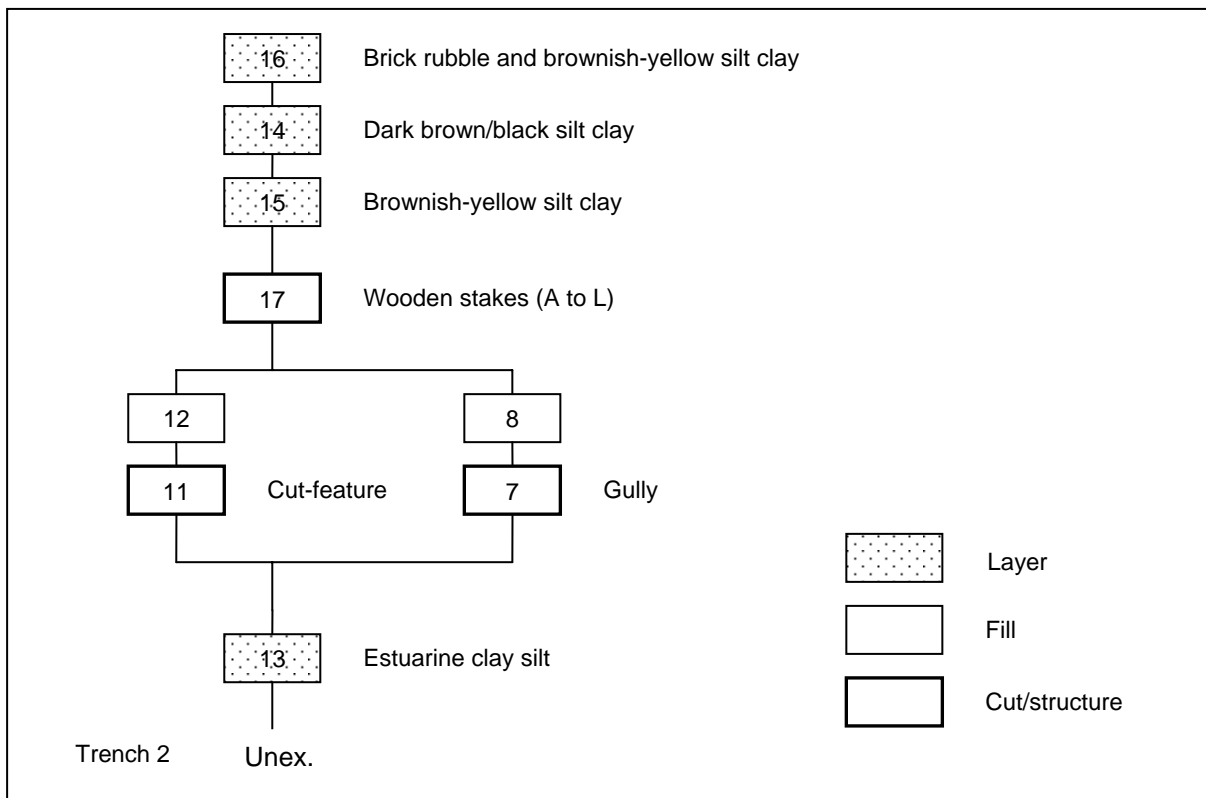 16 Brick rubble and brownish-yellow silt clay
14 Dark brown/black silt clay
15 Brownish-yellow silt clay
17 Wooden stakes (A to L)
12 8
11 Cut-feature 7 Gully
Layer
Fill
13 Estuarine clay silt
Cut/structure
Trench 2 Unex.